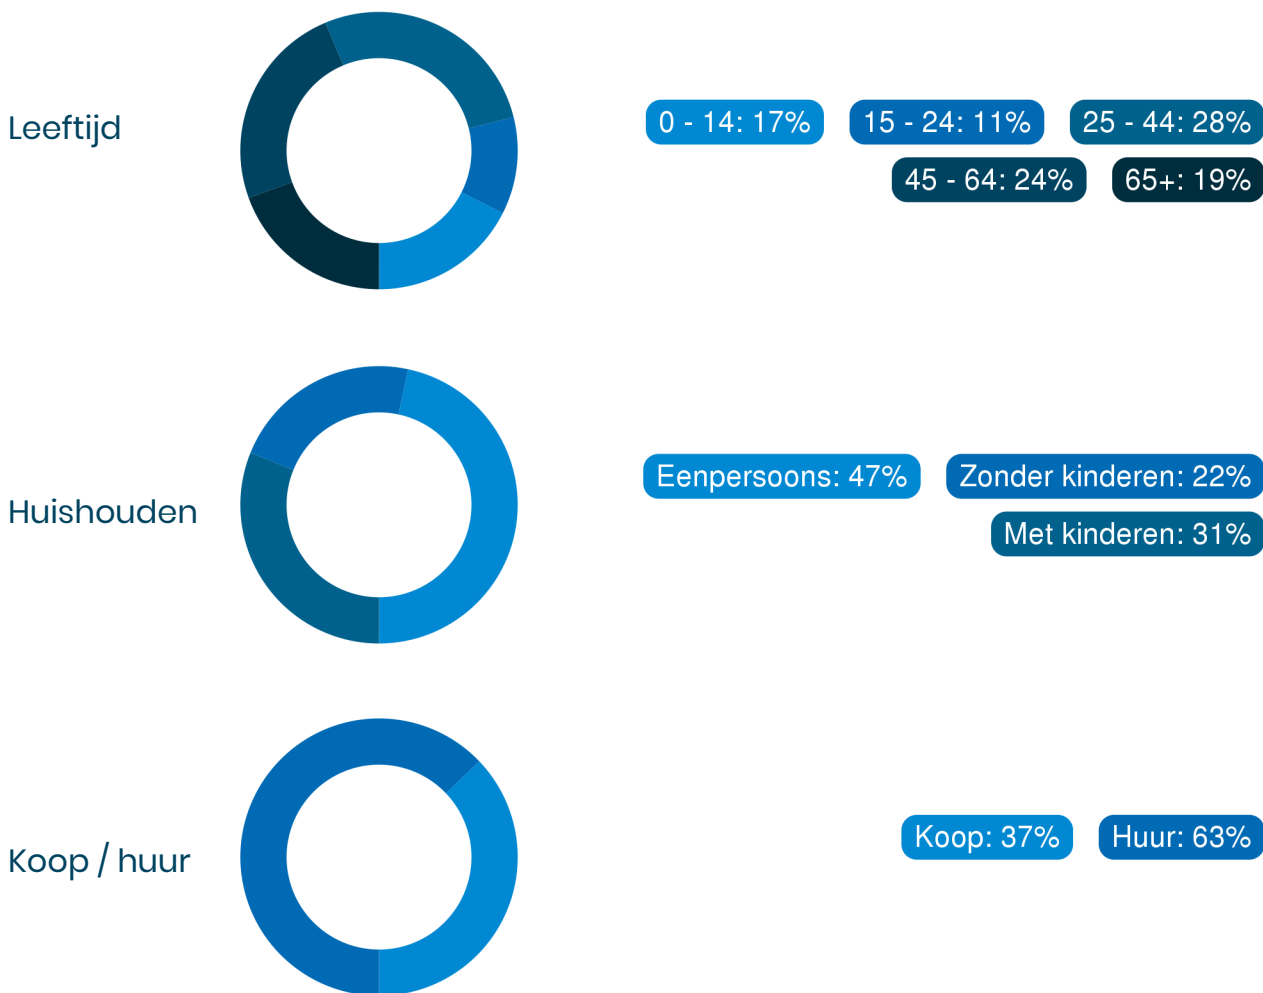 Leeftijd
0 - 14: 17% 15 - 24: 11% 25 - 44: 28%
45 - 64: 24% 65+: 19%
Huishouden
Eenpersoons: 47% Zonder kinderen: 22%
Met kinderen: 31%
Koop / huur
Koop: 37% Huur: 63%